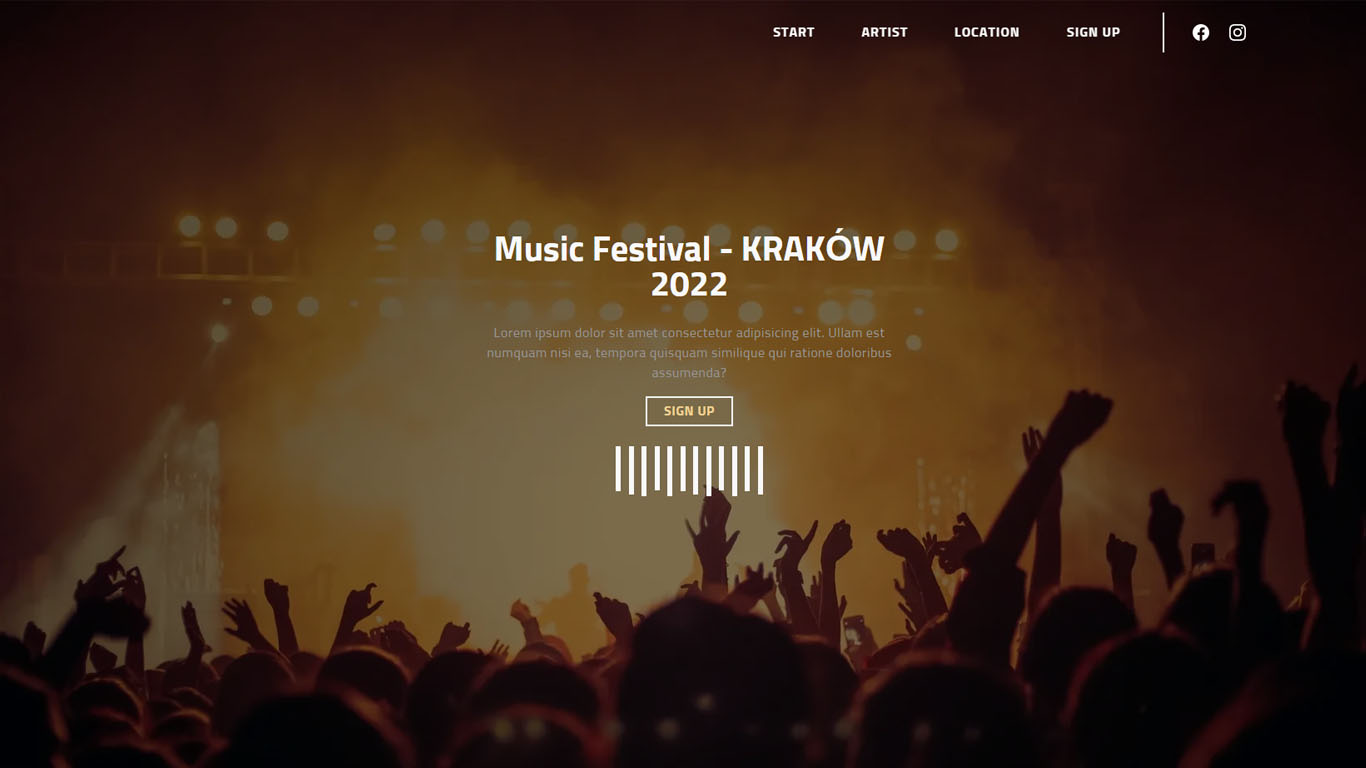 START
ARTIST
LOCATION
SIGN UP
Music Festival - KRAKÓW
2022
Lorem ipsum dolor sit amet consectetur adipisicing elit. Ullam est
numquam nisi ea, tempora quisquam similique qui ratione doloribus
assumenda?
SIGN UP